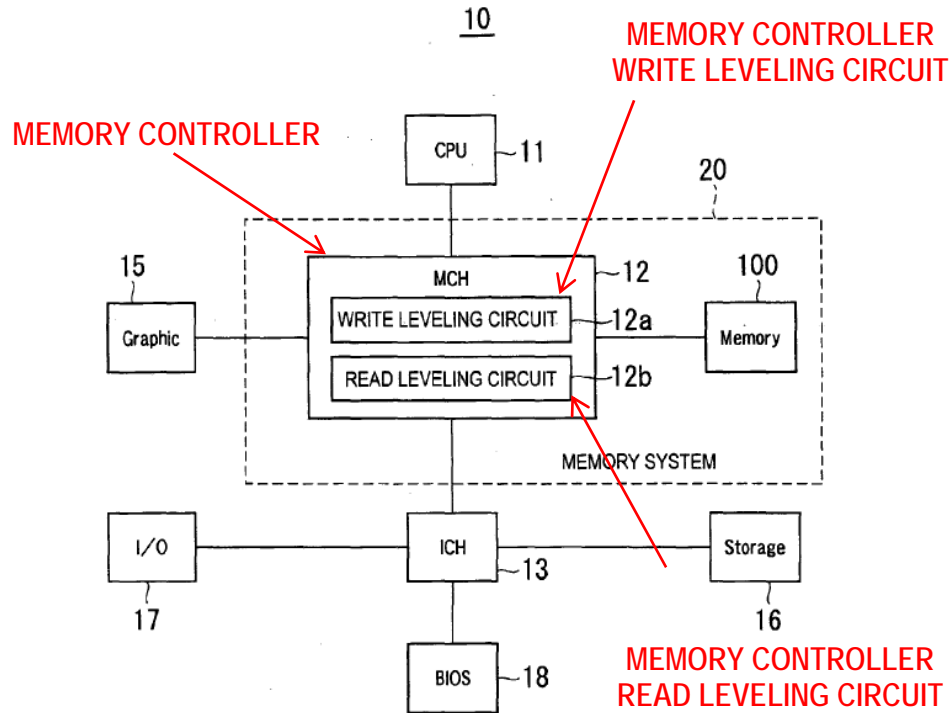 10
MEMORY CONTROLLER
WRITE LEVELING CIRCUIT
MEMORY CONTROLLER
CPU
11
20
15
MCH
12
100
Graphic
WRITE LEVELING CIRCUIT
12a
Memory
READ LEVELING CIRCUIT
12b
MEMORY SYSTEM
I/O
ICH
Storage
13
17
16
BIOS
18
MEMORY CONTROLLER
READ LEVELING CIRCUIT